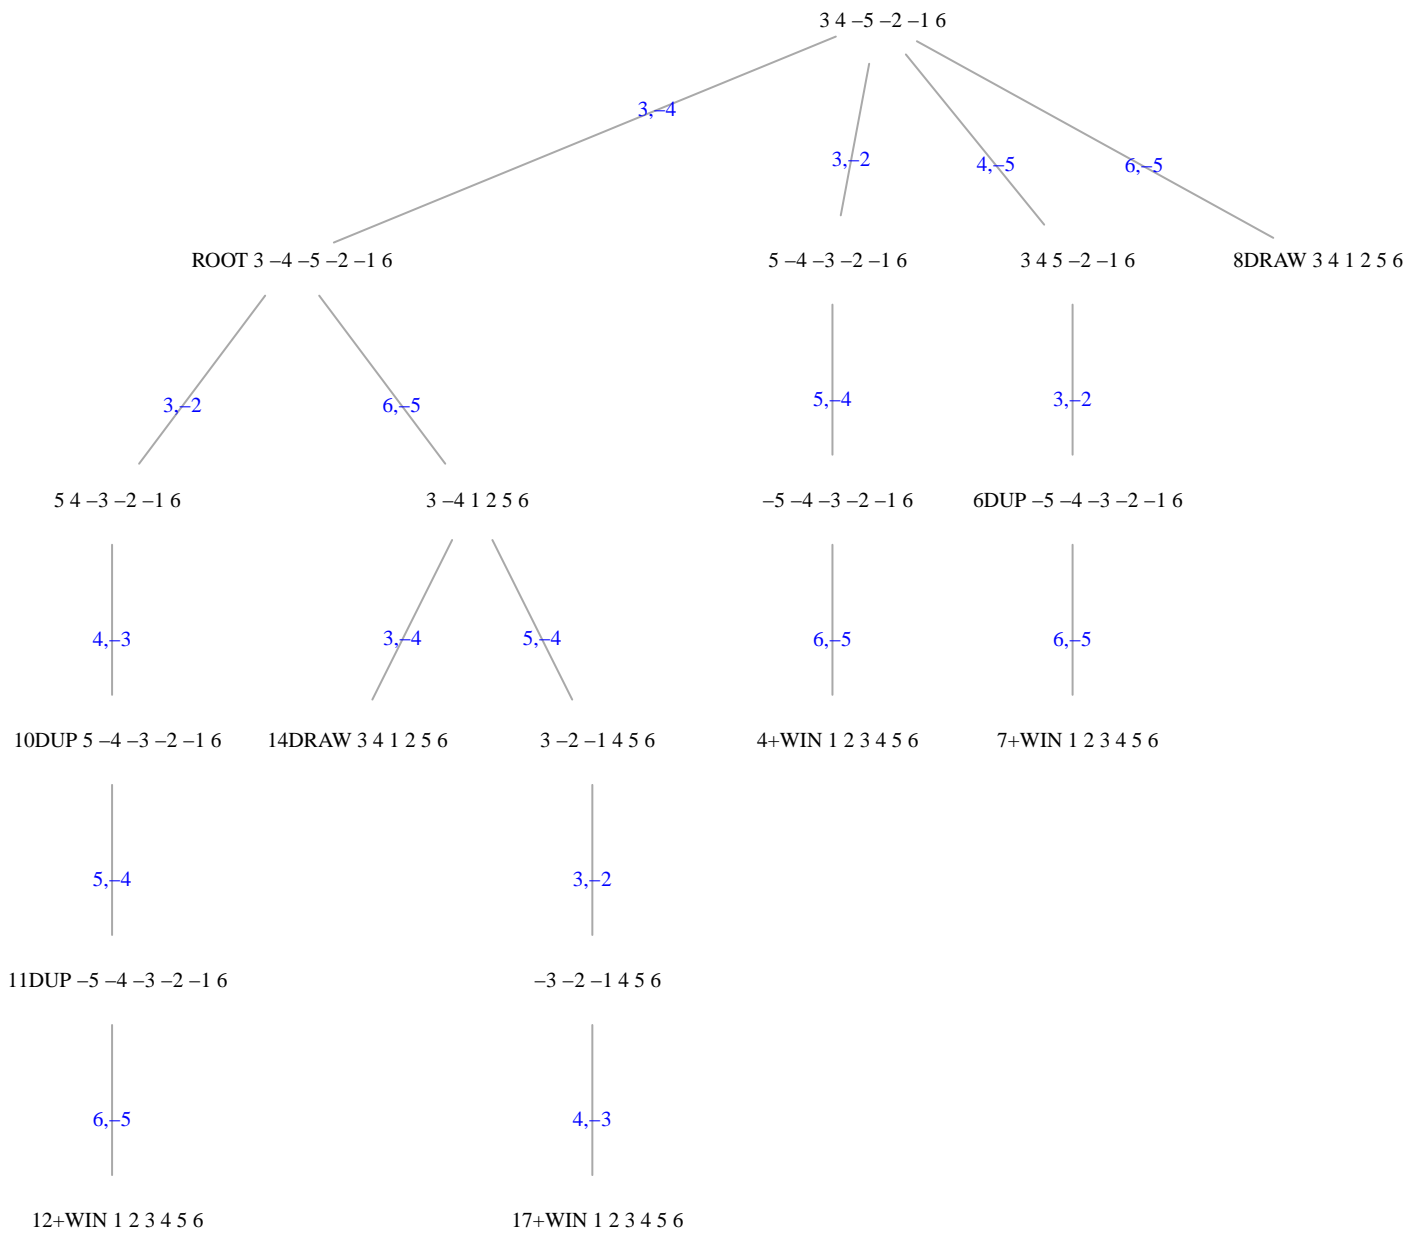 3 4 –5 –2 –1 6
3,–4
3,–2
4,–5
6,–5
ROOT 3 –4 –5 –2 –1 6
5 –4 –3 –2 –1 6
3 4 5 –2 –1 6
8DRAW 3 4 1 2 5 6
3,–2
6,–5
5,–4
3,–2
5 4 –3 –2 –1 6
3 –4 1 2 5 6
–5 –4 –3 –2 –1 6
6DUP –5 –4 –3 –2 –1 6
4,–3
3,–4
5,–4
6,–5
6,–5
10DUP 5 –4 –3 –2 –1 6
14DRAW 3 4 1 2 5 6
3 –2 –1 4 5 6
4+WIN 1 2 3 4 5 6
7+WIN 1 2 3 4 5 6
5,–4
3,–2
11DUP –5 –4 –3 –2 –1 6
–3 –2 –1 4 5 6
6,–5
4,–3
12+WIN 1 2 3 4 5 6
17+WIN 1 2 3 4 5 6